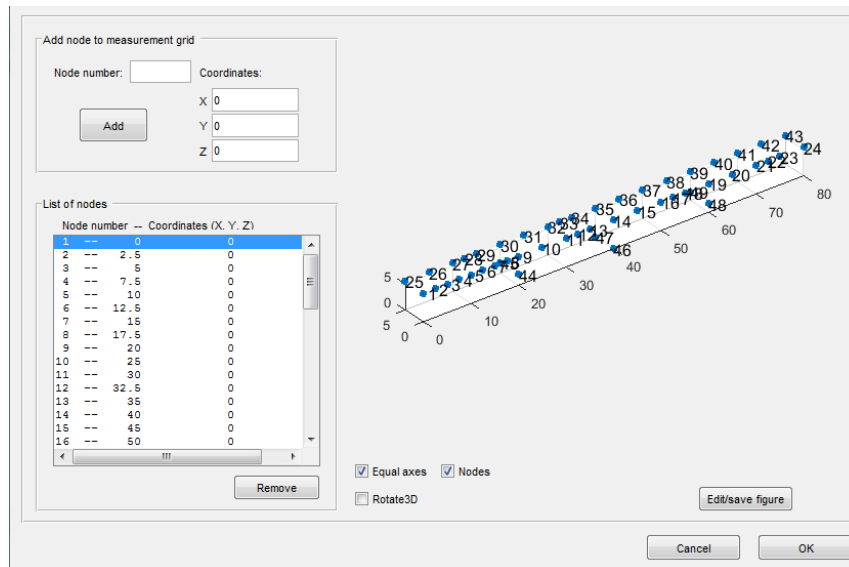 Add node to measurement grid
Node number: Coordinates:
X 0
Add
Y 0
Z 0
List of nodes
Node number -- Coordinates (X, Y, Z)
1 -- 0 0
2 -- 2.5 0
3 -- 5 0
4 -- 7.5 0
5 -- 10 0
6 -- 12.5 0
7 -- 15 0
8 -- 17.5 0
9 -- 20 0
10 -- 25 0
11 -- 30 0
12 -- 32.5 0
13 -- 35 0
14 -- 40 0
15 -- 45 0
16 -- 50 0
Remove
43
42
24
41
23
40
22
39
21
38
20
37
19
36
35
16
48
34
15
33
14
32
13
31
47
30
11
46
29
10
28
9
27
26
44
25
6
5
4
3
2
1
5
0
5
0
0
10
20
30
40
50
60
70
80
Equal axes
Nodes
Rotate3D
Edit/save figure
Cancel
OK